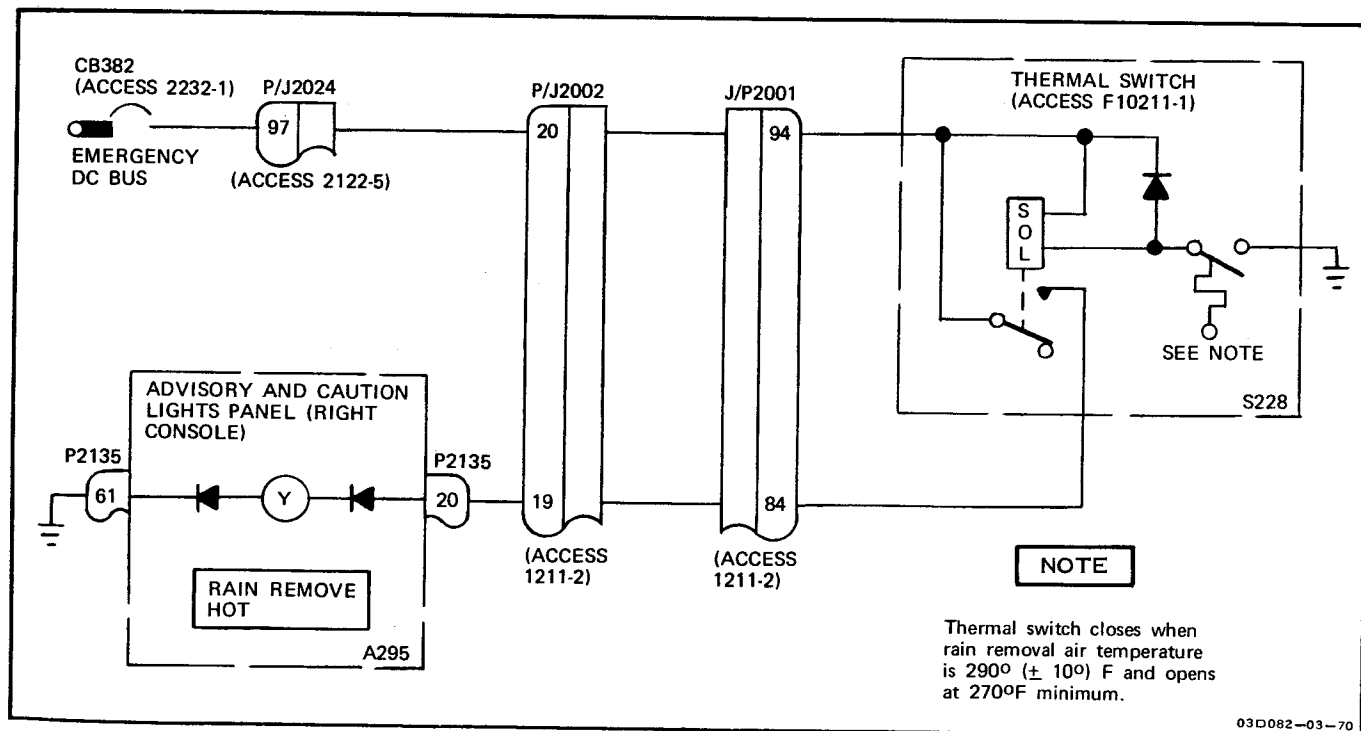 CB382
(ACCESS 2232-1)
P/J2024
97
EMERGENCY
DC BUS
(ACCESS 2122-5)
P/J2002
20
19
(ACCESS
1211-2)
J/P2001
94
84
(ACCESS
1211-2)
THERMAL SWITCH
(ACCESS F10211-1)
S
O
L
SEE NOTE
S228
ADVISORY AND CAUTION
LIGHTS PANEL (RIGHT
CONSOLE)
P2135
61
Y
P2135
20
RAIN REMOVE
HOT
A295
NOTE
Thermal switch closes when
rain removal air temperature
is 290º (± 10º) F and opens
at 270ºF minimum.
03D082-03-70